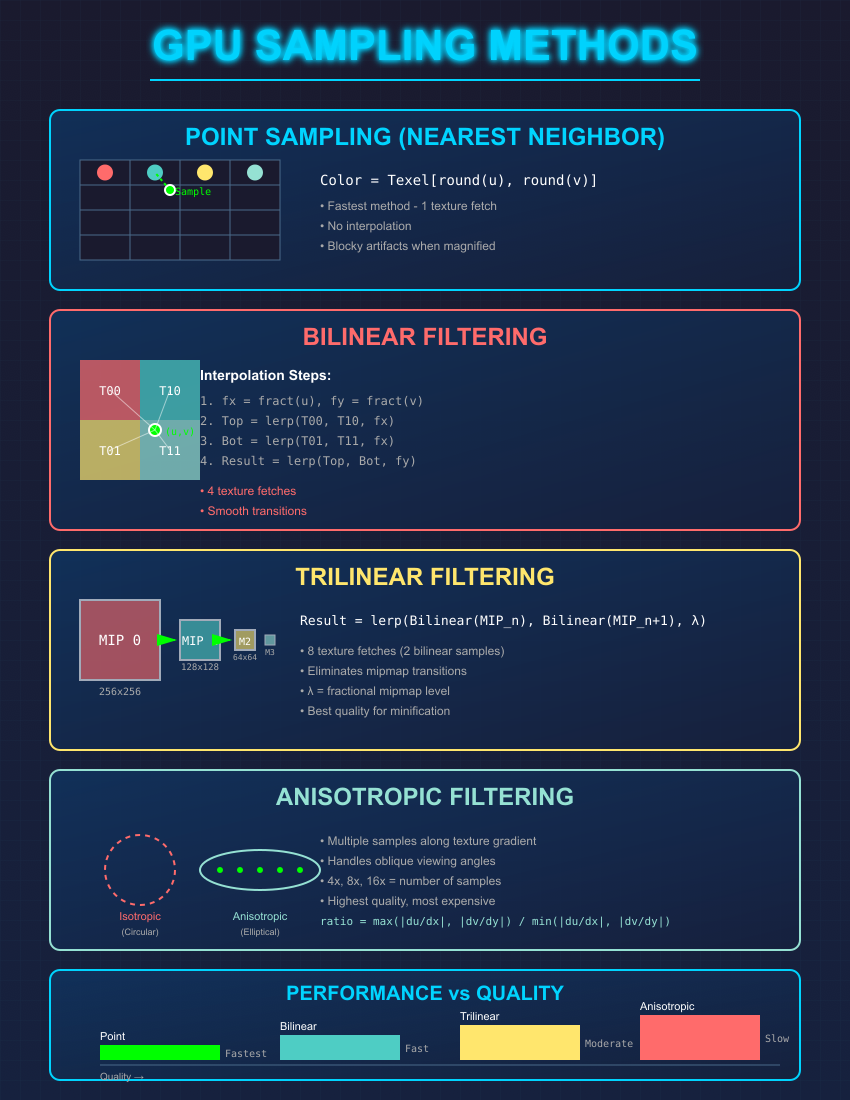 GPU SAMPLING METHODS
POINT SAMPLING (NEAREST NEIGHBOR)
Sample
Color = Texel[round(u), round(v)]
• Fastest method - 1 texture fetch
• No interpolation
• Blocky artifacts when magnified
BILINEAR FILTERING
T00 T10
T01 T11
Interpolation Steps:
1. fx = fract(u), fy = fract(v)
2. Top = lerp(T00, T10, fx)
3. Bot = lerp(T01, T11, fx)
4. Result = lerp(Top, Bot, fy)
• 4 texture fetches
• Smooth transitions
TRILINEAR FILTERING
MIP 0
MIP
M2
M3
256x256
128x128
64x64
Result = lerp(Bilinear(MIP_n), Bilinear(MIP_n+1), λ)
• 8 texture fetches (2 bilinear samples)
• Eliminates mipmap transitions
• λ = fractional mipmap level
• Best quality for minification
ANISOTROPIC FILTERING
Isotropic
(Circular)
Anisotropic
(Elliptical)
• Multiple samples along texture gradient
• Handles oblique viewing angles
• 4x, 8x, 16x = number of samples
• Highest quality, most expensive
ratio = max(|du/dx|, |dv/dy|) / min(|du/dx|, |dv/dy|)
PERFORMANCE vs QUALITY
Point
Fastest
Bilinear
Fast
Trilinear
Moderate
Anisotropic
Slow
Quality →